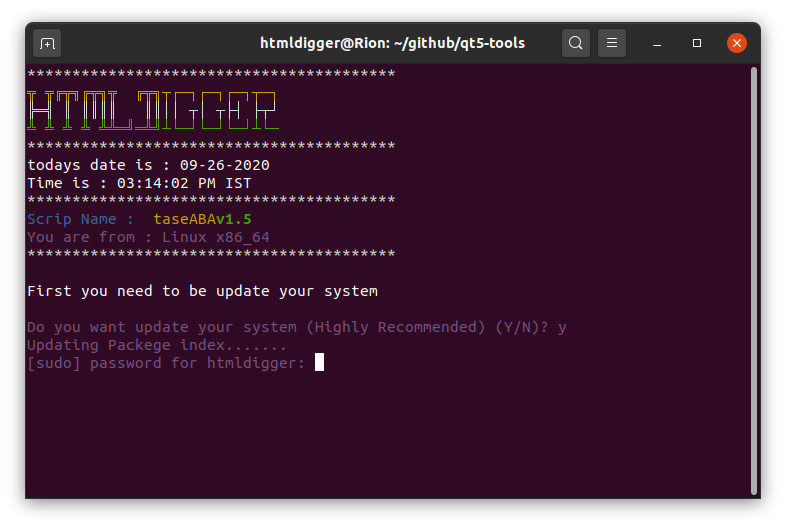 htmldigger@Rion: ~/github/qt5-tools
*****************************************
HTML DIGGER
*****************************************
todays date is : 09-26-2020
Time is : 03:14:02 PM IST
*****************************************
Scrip Name :  taseABAv1.5
You are from : Linux x86_64
*****************************************
First you need to be update your system
Do you want update your system (Highly Recommended) (Y/N)? y
Updating Packege index.......
[sudo] password for htmldigger: